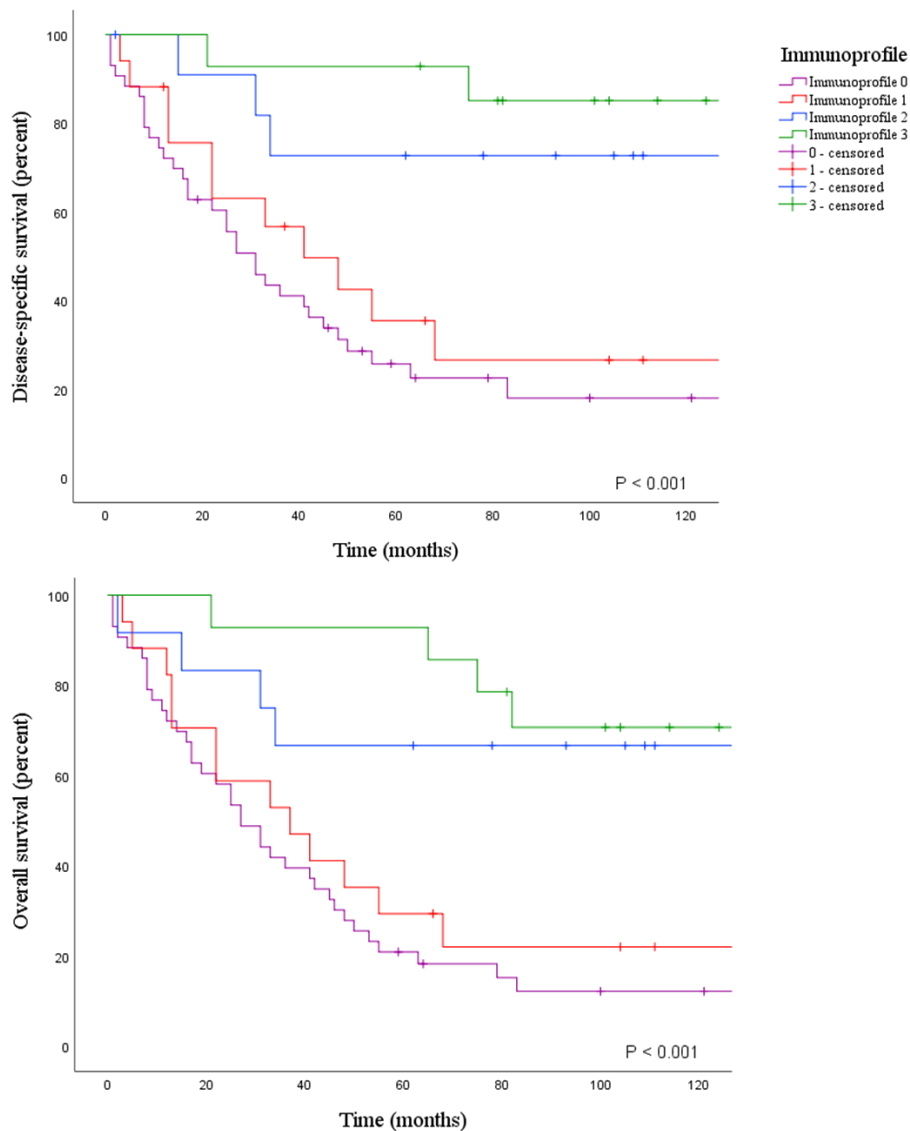 100
80
60
40
20
0
Disease-specific survival (percent)
0 20 40 60 80 100 120
Time (months)
P < 0.001
Immunoprofile
Immunoprofile 0
Immunoprofile 1
Immunoprofile 2
Immunoprofile 3
0 - censored
1 - censored
2 - censored
3 - censored
100
80
60
40
20
0
Overall survival (percent)
0 20 40 60 80 100 120
Time (months)
P < 0.001